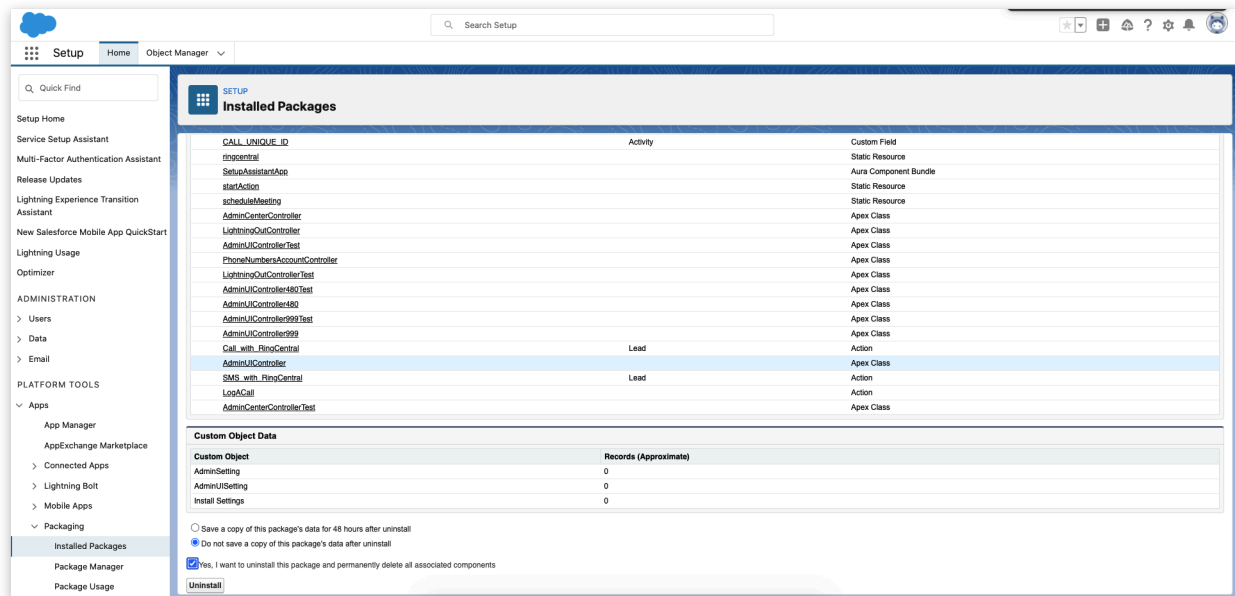 Search Setup
Setup
Home
Object Manager
Quick Find
Setup Home
Service Setup Assistant
Multi-Factor Authentication Assistant
Release Updates
Lightning Experience Transition
Assistant
New Salesforce Mobile App QuickStart
Lightning Usage
Optimizer
ADMINISTRATION
Users
Data
Email
PLATFORM TOOLS
Apps
App Manager
AppExchange Marketplace
Connected Apps
Lightning Bolt
Mobile Apps
Packaging
Installed Packages
Package Manager
Package Usage
SETUP
Installed Packages
CALL_UNIQUE_ID Activity Custom Field
ringcentral Static Resource
SetupAssistantApp Aura Component Bundle
startAction Static Resource
scheduleMeeting Static Resource
AdminCenterController Apex Class
LightningOutController Apex Class
AdminUIControllerTest Apex Class
PhoneNumbersAccountController Apex Class
LightningOutControllerTest Apex Class
AdminUIController480Test Apex Class
AdminUIController480 Apex Class
AdminUIController999Test Apex Class
AdminUIController999 Apex Class
Call_with_RingCentral Lead Action
AdminUIController Apex Class
SMS_with_RingCentral Lead Action
LogACall Action
AdminCenterControllerTest Apex Class
Custom Object Data
Custom Object Records (Approximate)
AdminSetting 0
AdminUISetting 0
Install Settings 0
Save a copy of this package's data for 48 hours after uninstall
Do not save a copy of this package's data after uninstall
Yes, I want to uninstall this package and permanently delete all associated components
Uninstall